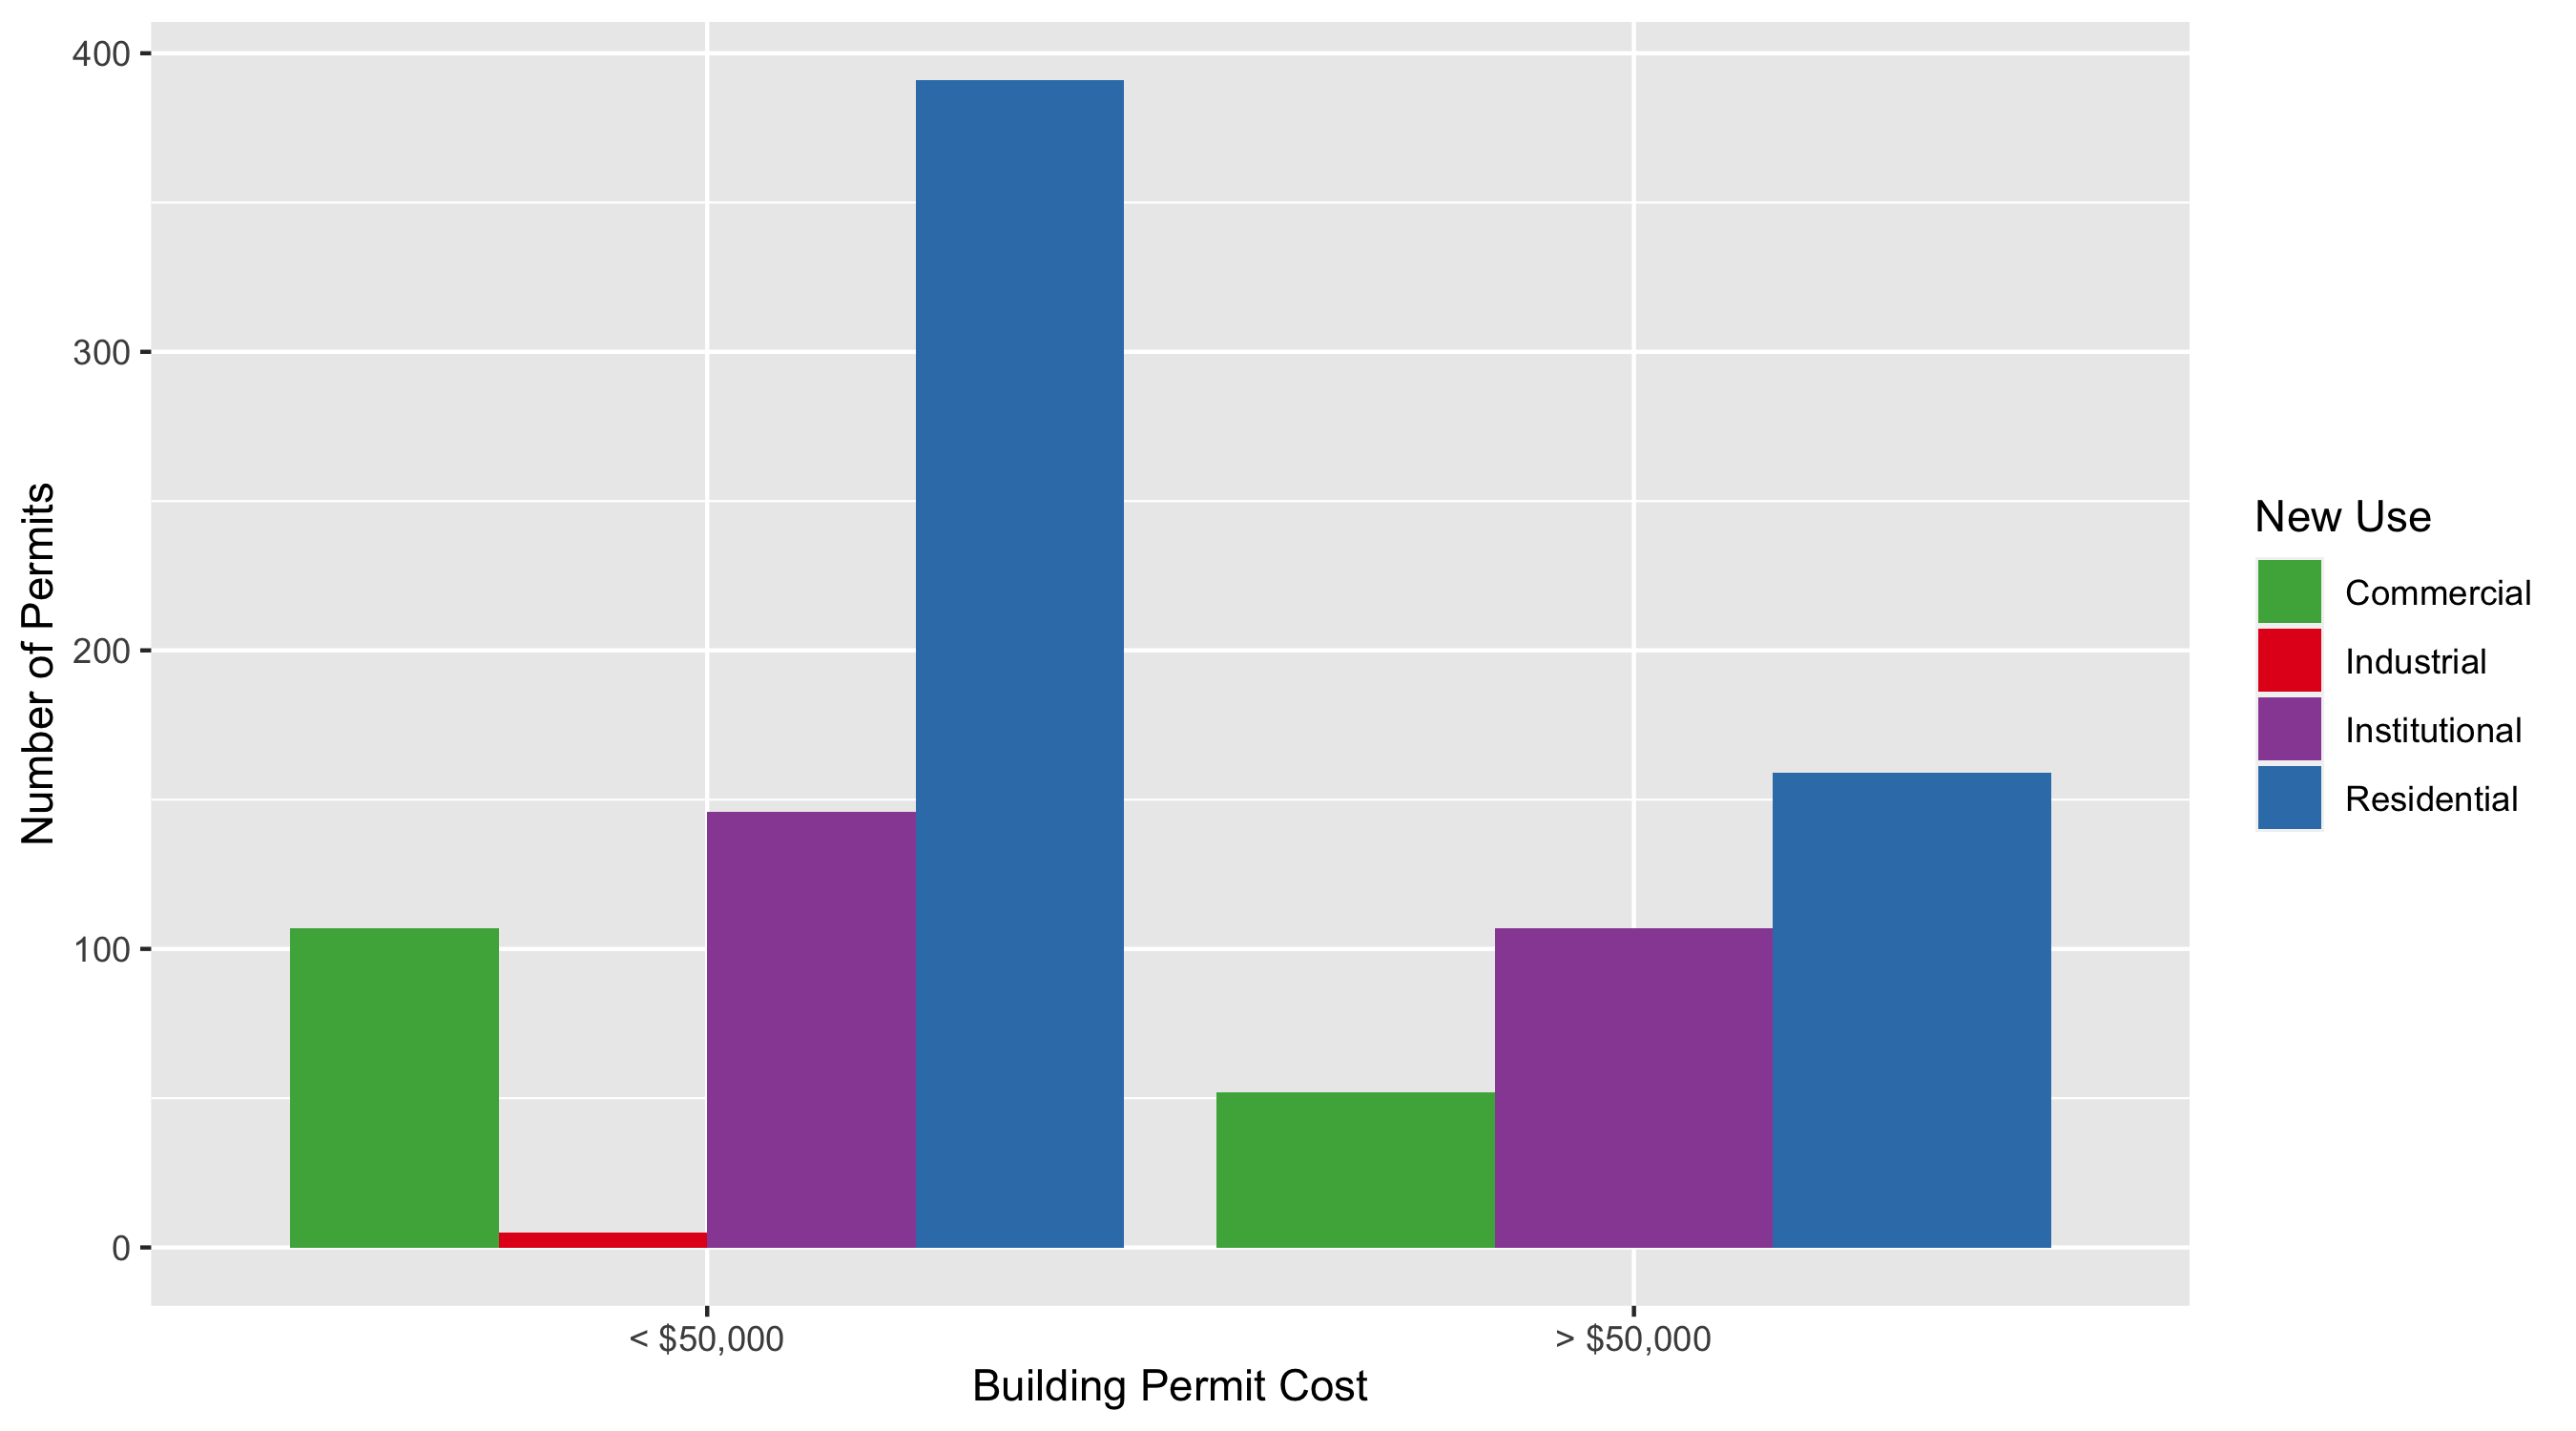 400
300
200
100
0
Number of Permits
< $50,000
> $50,000
Building Permit Cost
New Use
Commercial
Industrial
Institutional
Residential